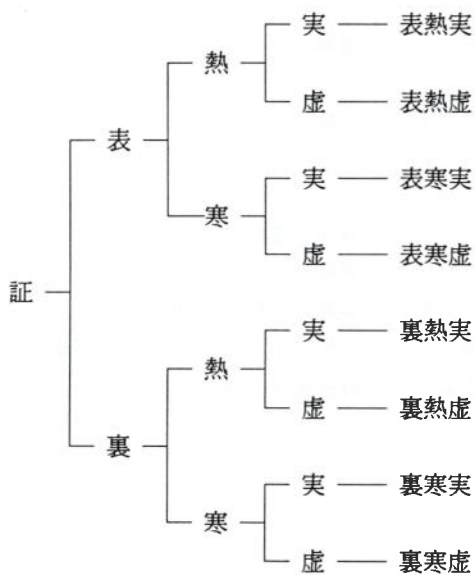 実 表熱実
熱
虚 表熱虚
表
実 表寒実
寒
虚 表寒虚
証
実 裏熱実
熱
虚 裏熱虚
裏
実 裏寒実
寒
虚 裏寒虚